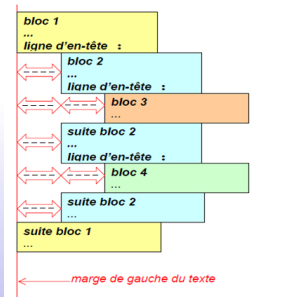 bloc 1
...
ligne d'en-tête :
bloc 2
...
ligne d'en-tête :
bloc 3
...
suite bloc 2
...
ligne d'en-tête :
bloc 4
...
suite bloc 2
...
suite bloc 1
...
marge de gauche du texte